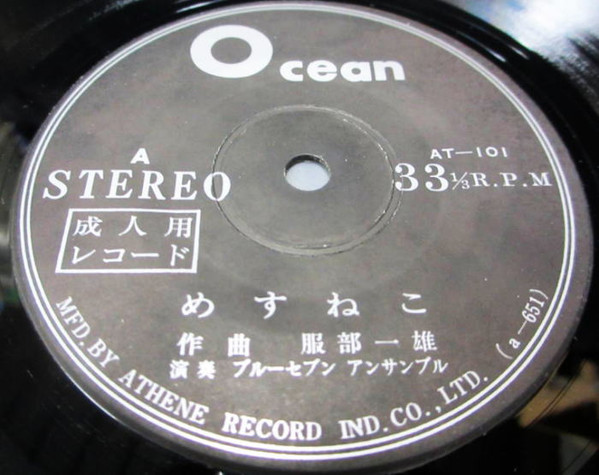 Ocean
A
STEREO
AT-101
33⅓R.P.M
成人用
レコード
めすねこ
作曲 服部一雄
演奏 ブルーセブン アンサンブル
MFD. BY ATHENE RECORD IND. CO., LTD. (a-651)